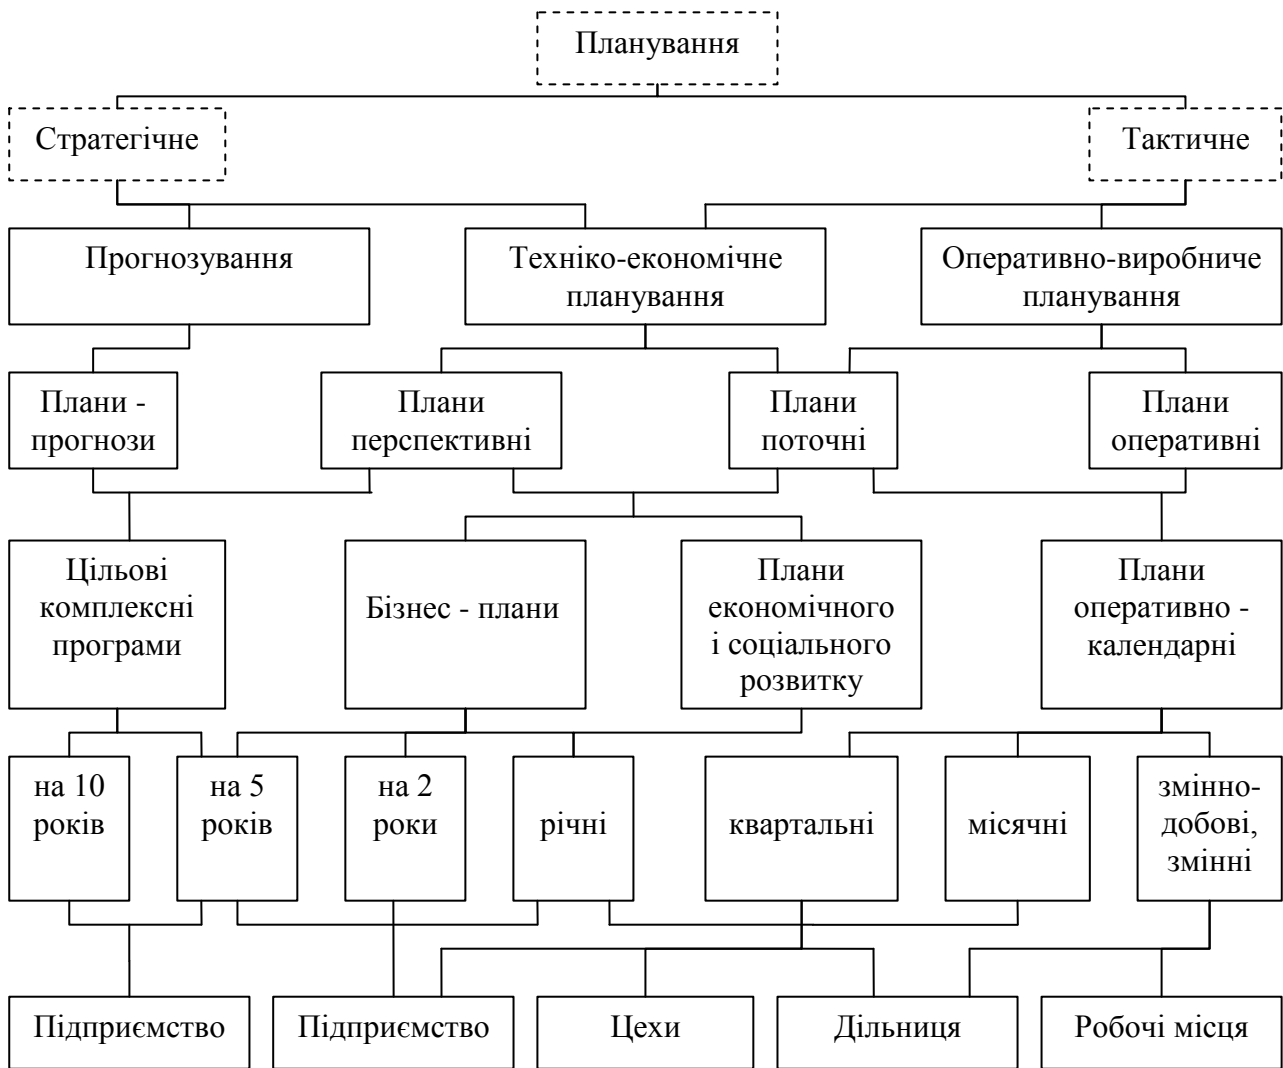 Планування
Стратегічне
Тактичне
Прогнозування
Техніко-економічне
планування
Оперативно-виробниче
планування
Плани -
прогнози
Плани
перспективні
Плани
поточні
Плани
оперативні
Цільові
комплексні
програми
Бізнес - плани
Плани
економічного
і соціального
розвитку
Плани
оперативно -
календарні
на 10
років
на 5
років
на 2
роки
річні
квартальні
місячні
змінно-
добові,
змінні
Підприємство
Підприємство
Цехи
Дільниця
Робочі місця